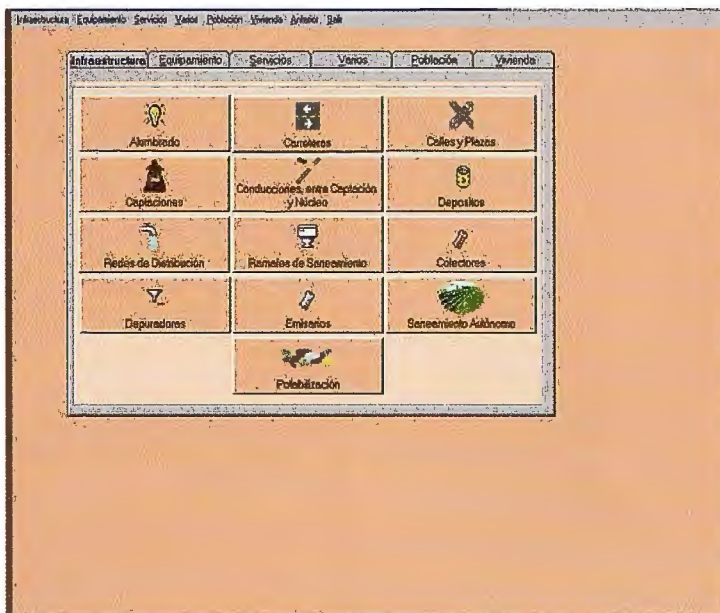 Infraestructura Equipamiento Servicios Varios Población Vivienda Anterior Salir
Infraestructura Equipamiento Servicios Varios Población Vivienda
Alumbrado Carreteras Calles y Plazas
Captaciones Conducciones, entre Captación y Núcleo Depositos
Redes de Distribución Ramales de Saneamiento Colectores
Depuradoras Emisarios Saneamiento Autónomo
Potabilización